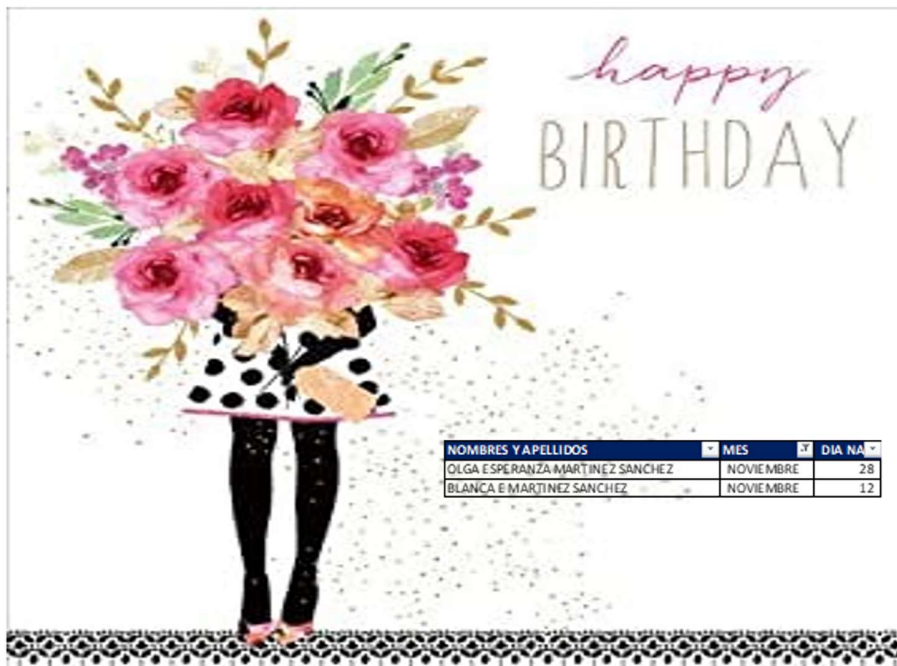 happy
BIRTHDAY
NOMBRES Y APELLIDOS MES DIA NA
OLGA ESPERANZA MARTINEZ SANCHEZ NOVIEMBRE 28
BLANCA E MARTINEZ SANCHEZ NOVIEMBRE 12